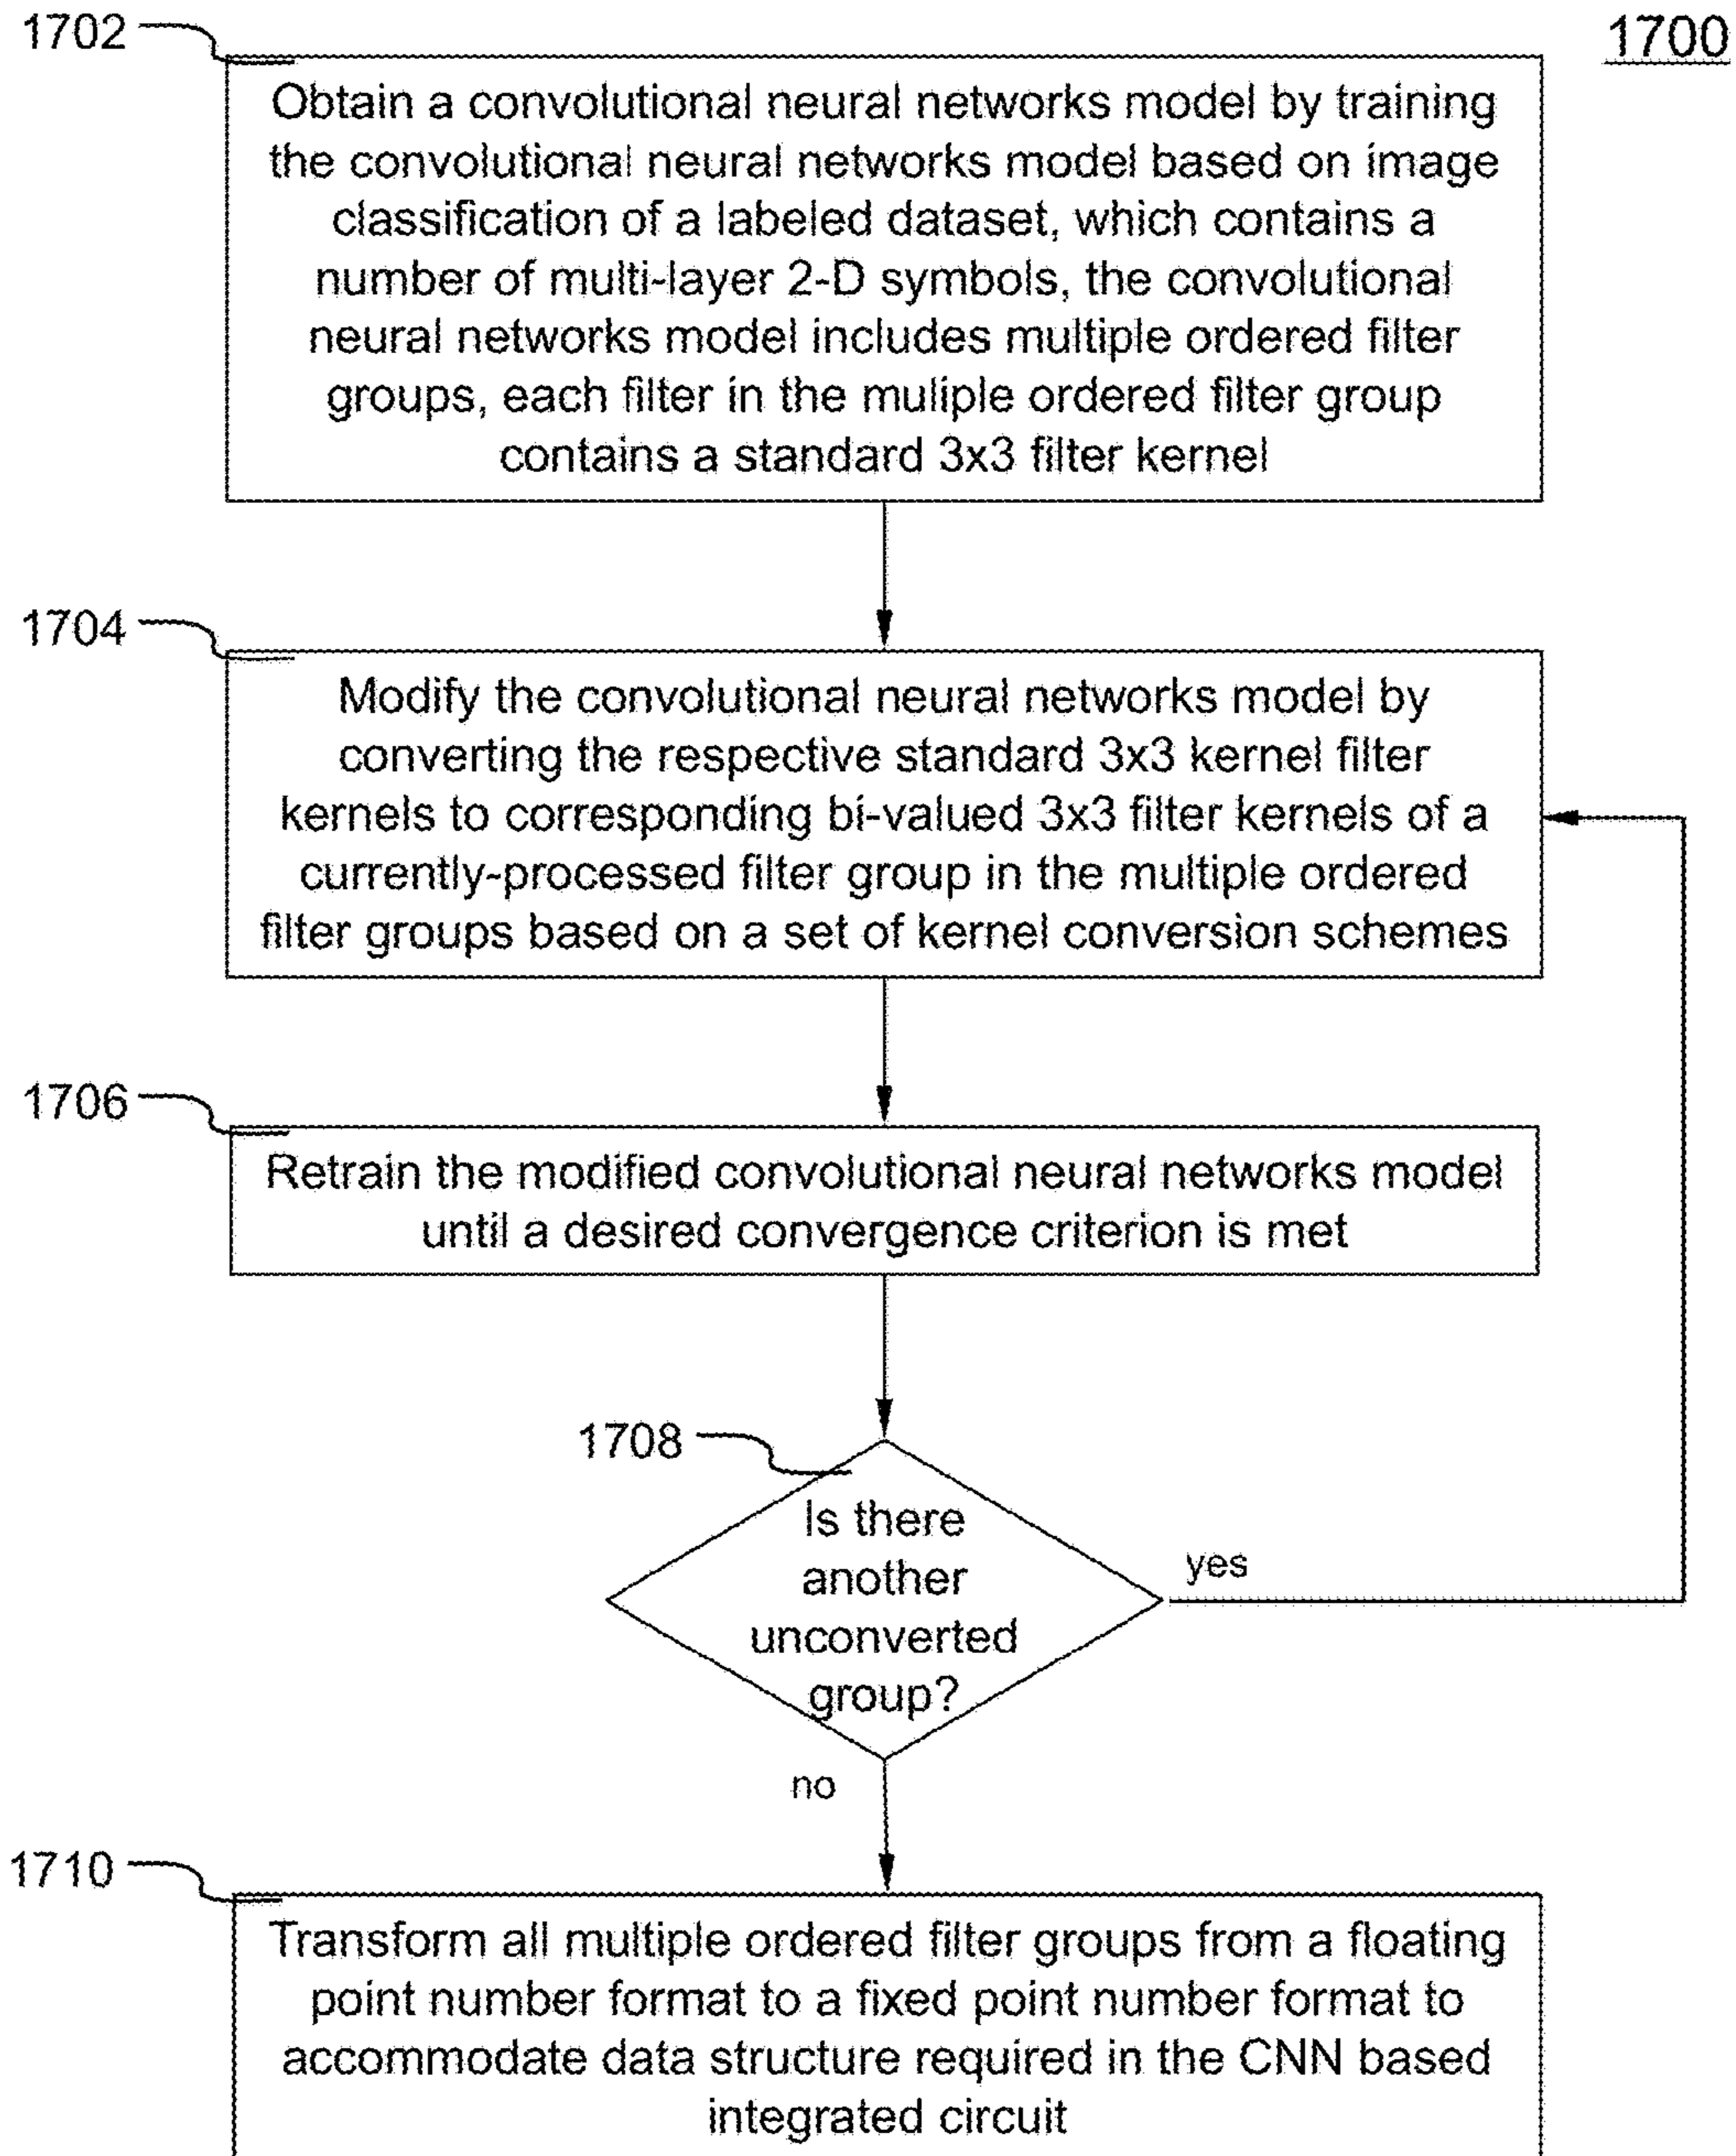 1700
1702
Obtain a convolutional neural networks model by training
the convolutional neural networks model based on image
classification of a labeled dataset, which contains a
number of multi-layer 2-D symbols, the convolutional
neural networks model includes multiple ordered filter
groups, each filter in the muliple ordered filter group
contains a standard 3x3 filter kernel
1704
Modify the convolutional neural networks model by
converting the respective standard 3x3 kernel filter
kernels to corresponding bi-valued 3x3 filter kernels of a
currently-processed filter group in the multiple ordered
filter groups based on a set of kernel conversion schemes
1706
Retrain the modified convolutional neural networks model
until a desired convergence criterion is met
1708
Is there
another
unconverted
group?
yes
no
1710
Transform all multiple ordered filter groups from a floating
point number format to a fixed point number format to
accommodate data structure required in the CNN based
integrated circuit